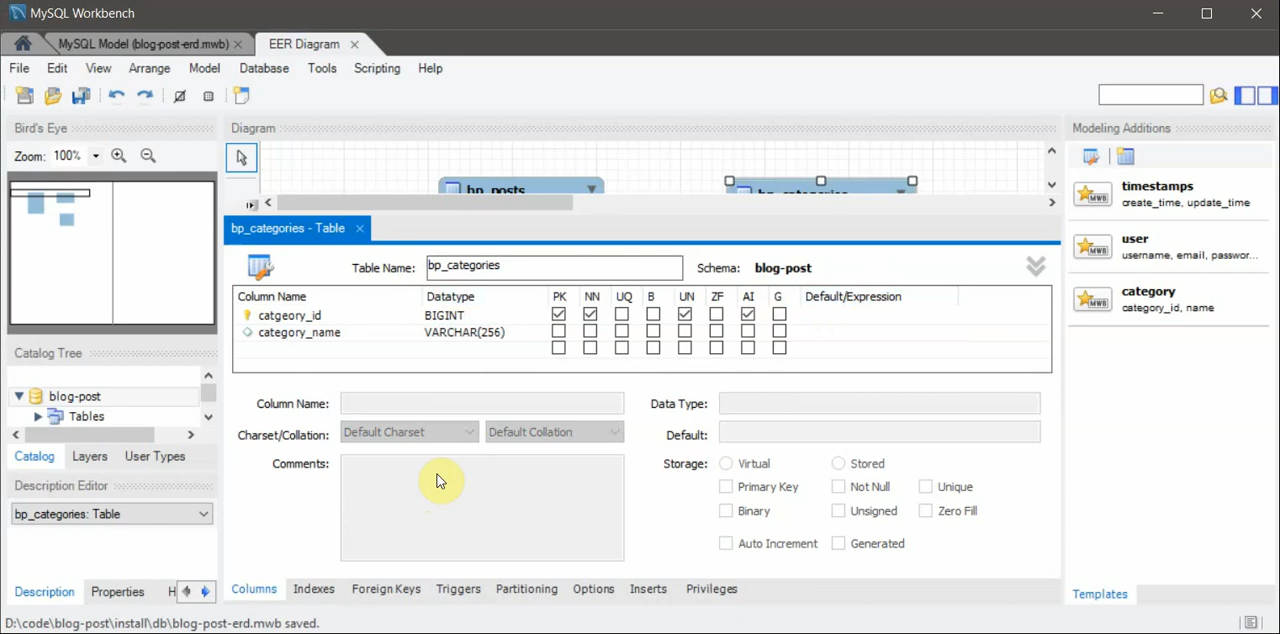 MySQL Workbench
MySQL Model (blog-post-erd.mwb)
EER Diagram
File Edit View Arrange Model Database Tools Scripting Help
Bird's Eye
Diagram
Modeling Additions
Zoom: 100%
bp_posts
bp_categories
timestamps
create_time, update_time
user
username, email, passwor...
category
category_id, name
bp_categories - Table
Table Name: bp_categories Schema: blog-post
Column Name Datatype PK NN UQ B UN ZF AI G Default/Expression
catgeory_id BIGINT
category_name VARCHAR(256)
Catalog Tree
blog-post
Tables
Catalog Layers User Types
Column Name: Data Type:
Charset/Collation: Default Charset Default Collation Default:
Comments: Storage: Virtual Stored
Primary Key Not Null Unique
Binary Unsigned Zero Fill
Auto Increment Generated
Description Editor
bp_categories: Table
Description Properties H
Columns Indexes Foreign Keys Triggers Partitioning Options Inserts Privileges
Templates
D:\code\blog-post\install\db\blog-post-erd.mwb saved.